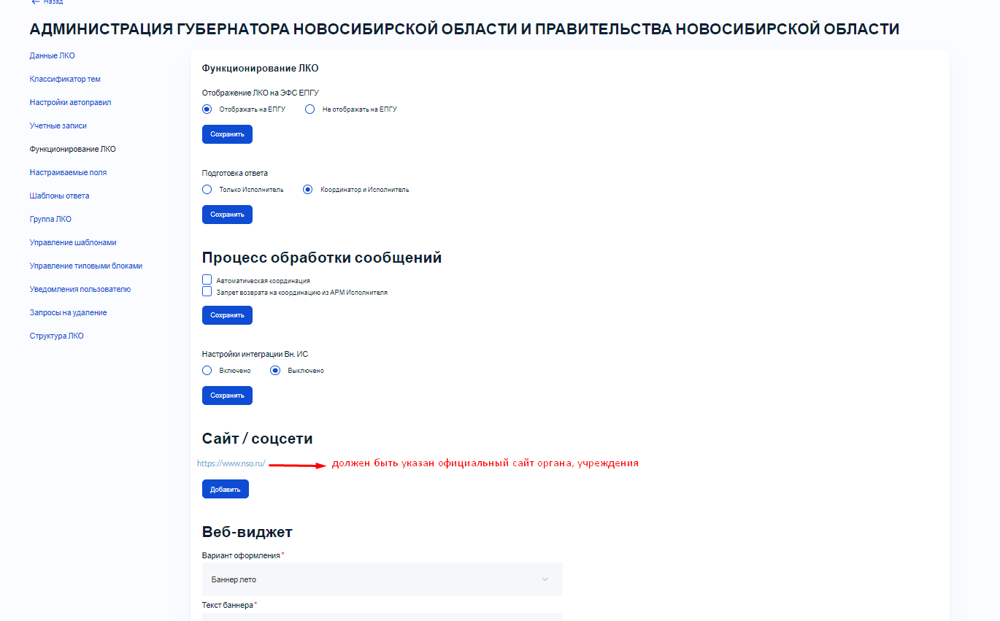 Назад
АДМИНИСТРАЦИЯ ГУБЕРНАТОРА НОВОСИБИРСКОЙ ОБЛАСТИ И ПРАВИТЕЛЬСТВА НОВОСИБИРСКОЙ ОБЛАСТИ
Данные ЛКО
Классификатор тем
Настройки автоправил
Учетные записи
Функционирование ЛКО
Настраиваемые поля
Шаблоны ответа
Группа ЛКО
Управление шаблонами
Управление типовыми блоками
Уведомления пользователю
Запросы на удаление
Структура ЛКО
Функционирование ЛКО
Отображение ЛКО на ЭФС ЕПГУ
Отображать на ЕПГУ Не отображать на ЕПГУ
Сохранить
Подготовка ответа
Только Исполнитель Координатор и Исполнитель
Сохранить
Процесс обработки сообщений
Автоматическая координация
Запрет возврата на координацию из АРМ Исполнителя
Сохранить
Настройки интеграции Вн. ИС
Включено Выключено
Сохранить
Сайт / соцсети
https://www.nso.ru/ должен быть указан официальный сайт органа, учреждения
Добавить
Веб-виджет
Вариант оформления*
Баннер лето
Текст баннера*